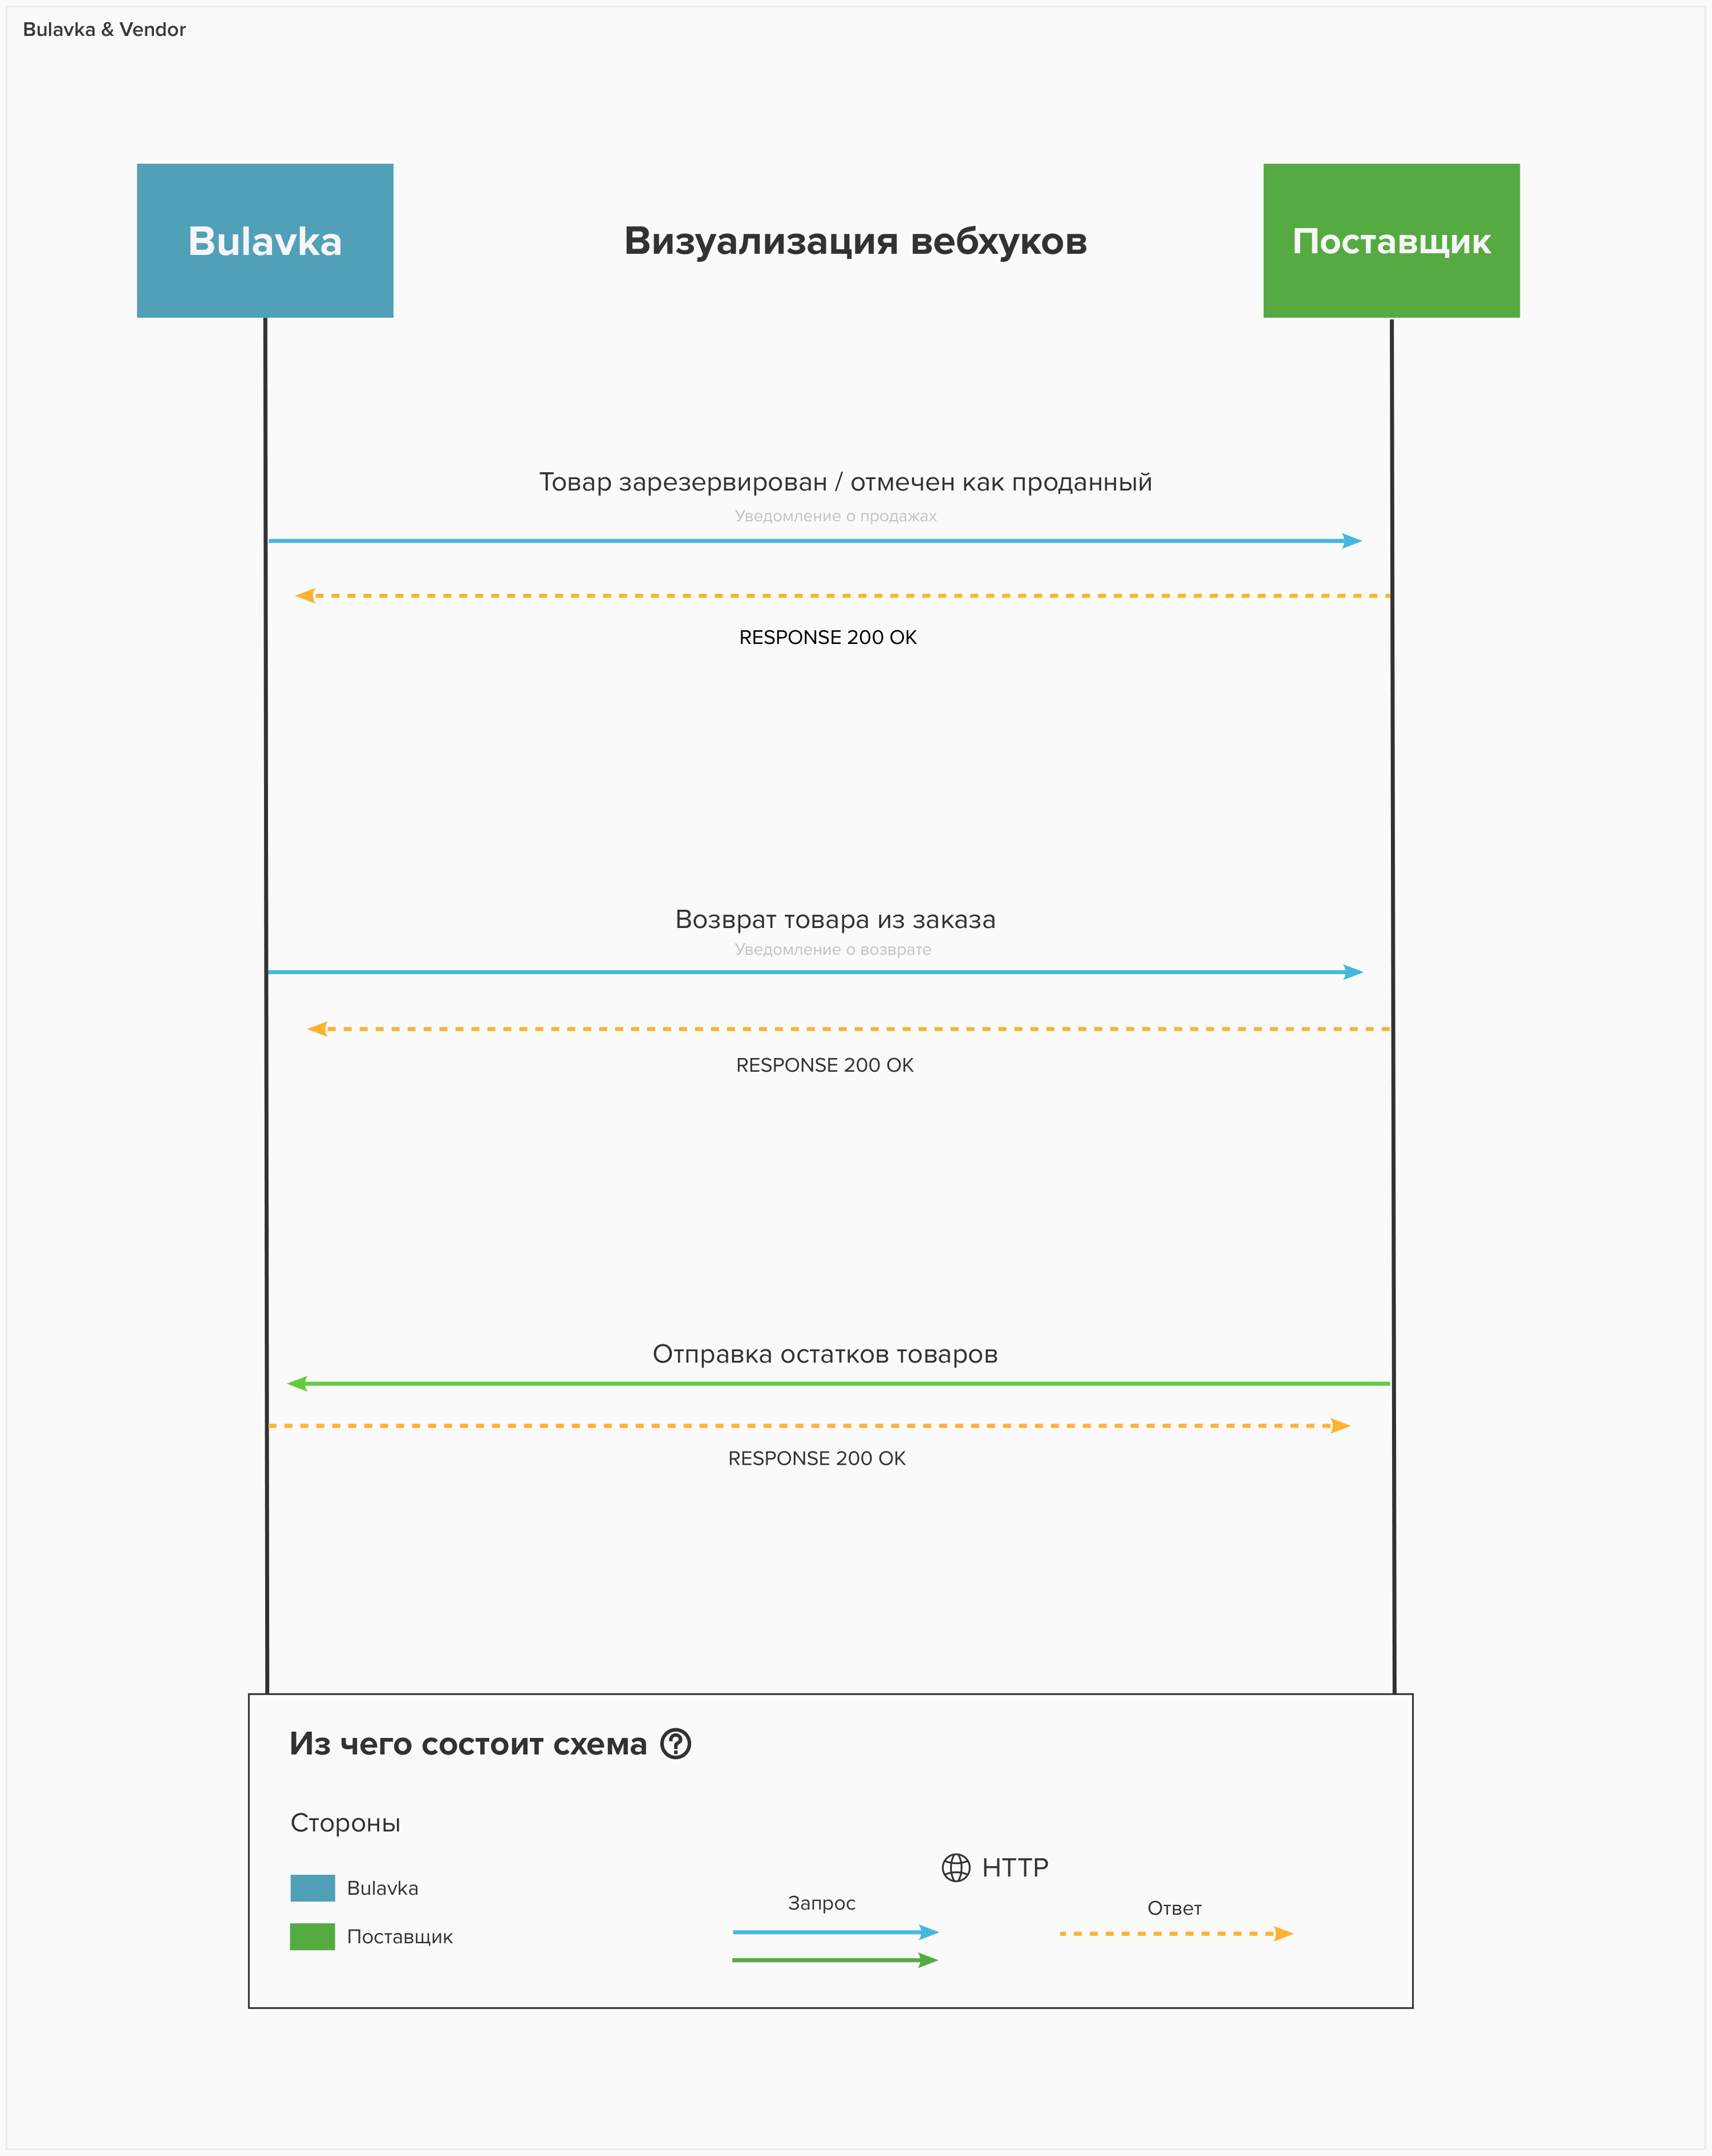 Bulavka & Vendor
Bulavka
Визуализация вебхуков
Поставщик
Товар зарезервирован / отмечен как проданный
Уведомление о продажах
RESPONSE 200 OK
Возврат товара из заказа
Уведомление о возврате
RESPONSE 200 OK
Отправка остатков товаров
RESPONSE 200 OK
Из чего состоит схема ?
Стороны
Bulavka
Поставщик
HTTP
Запрос
Ответ